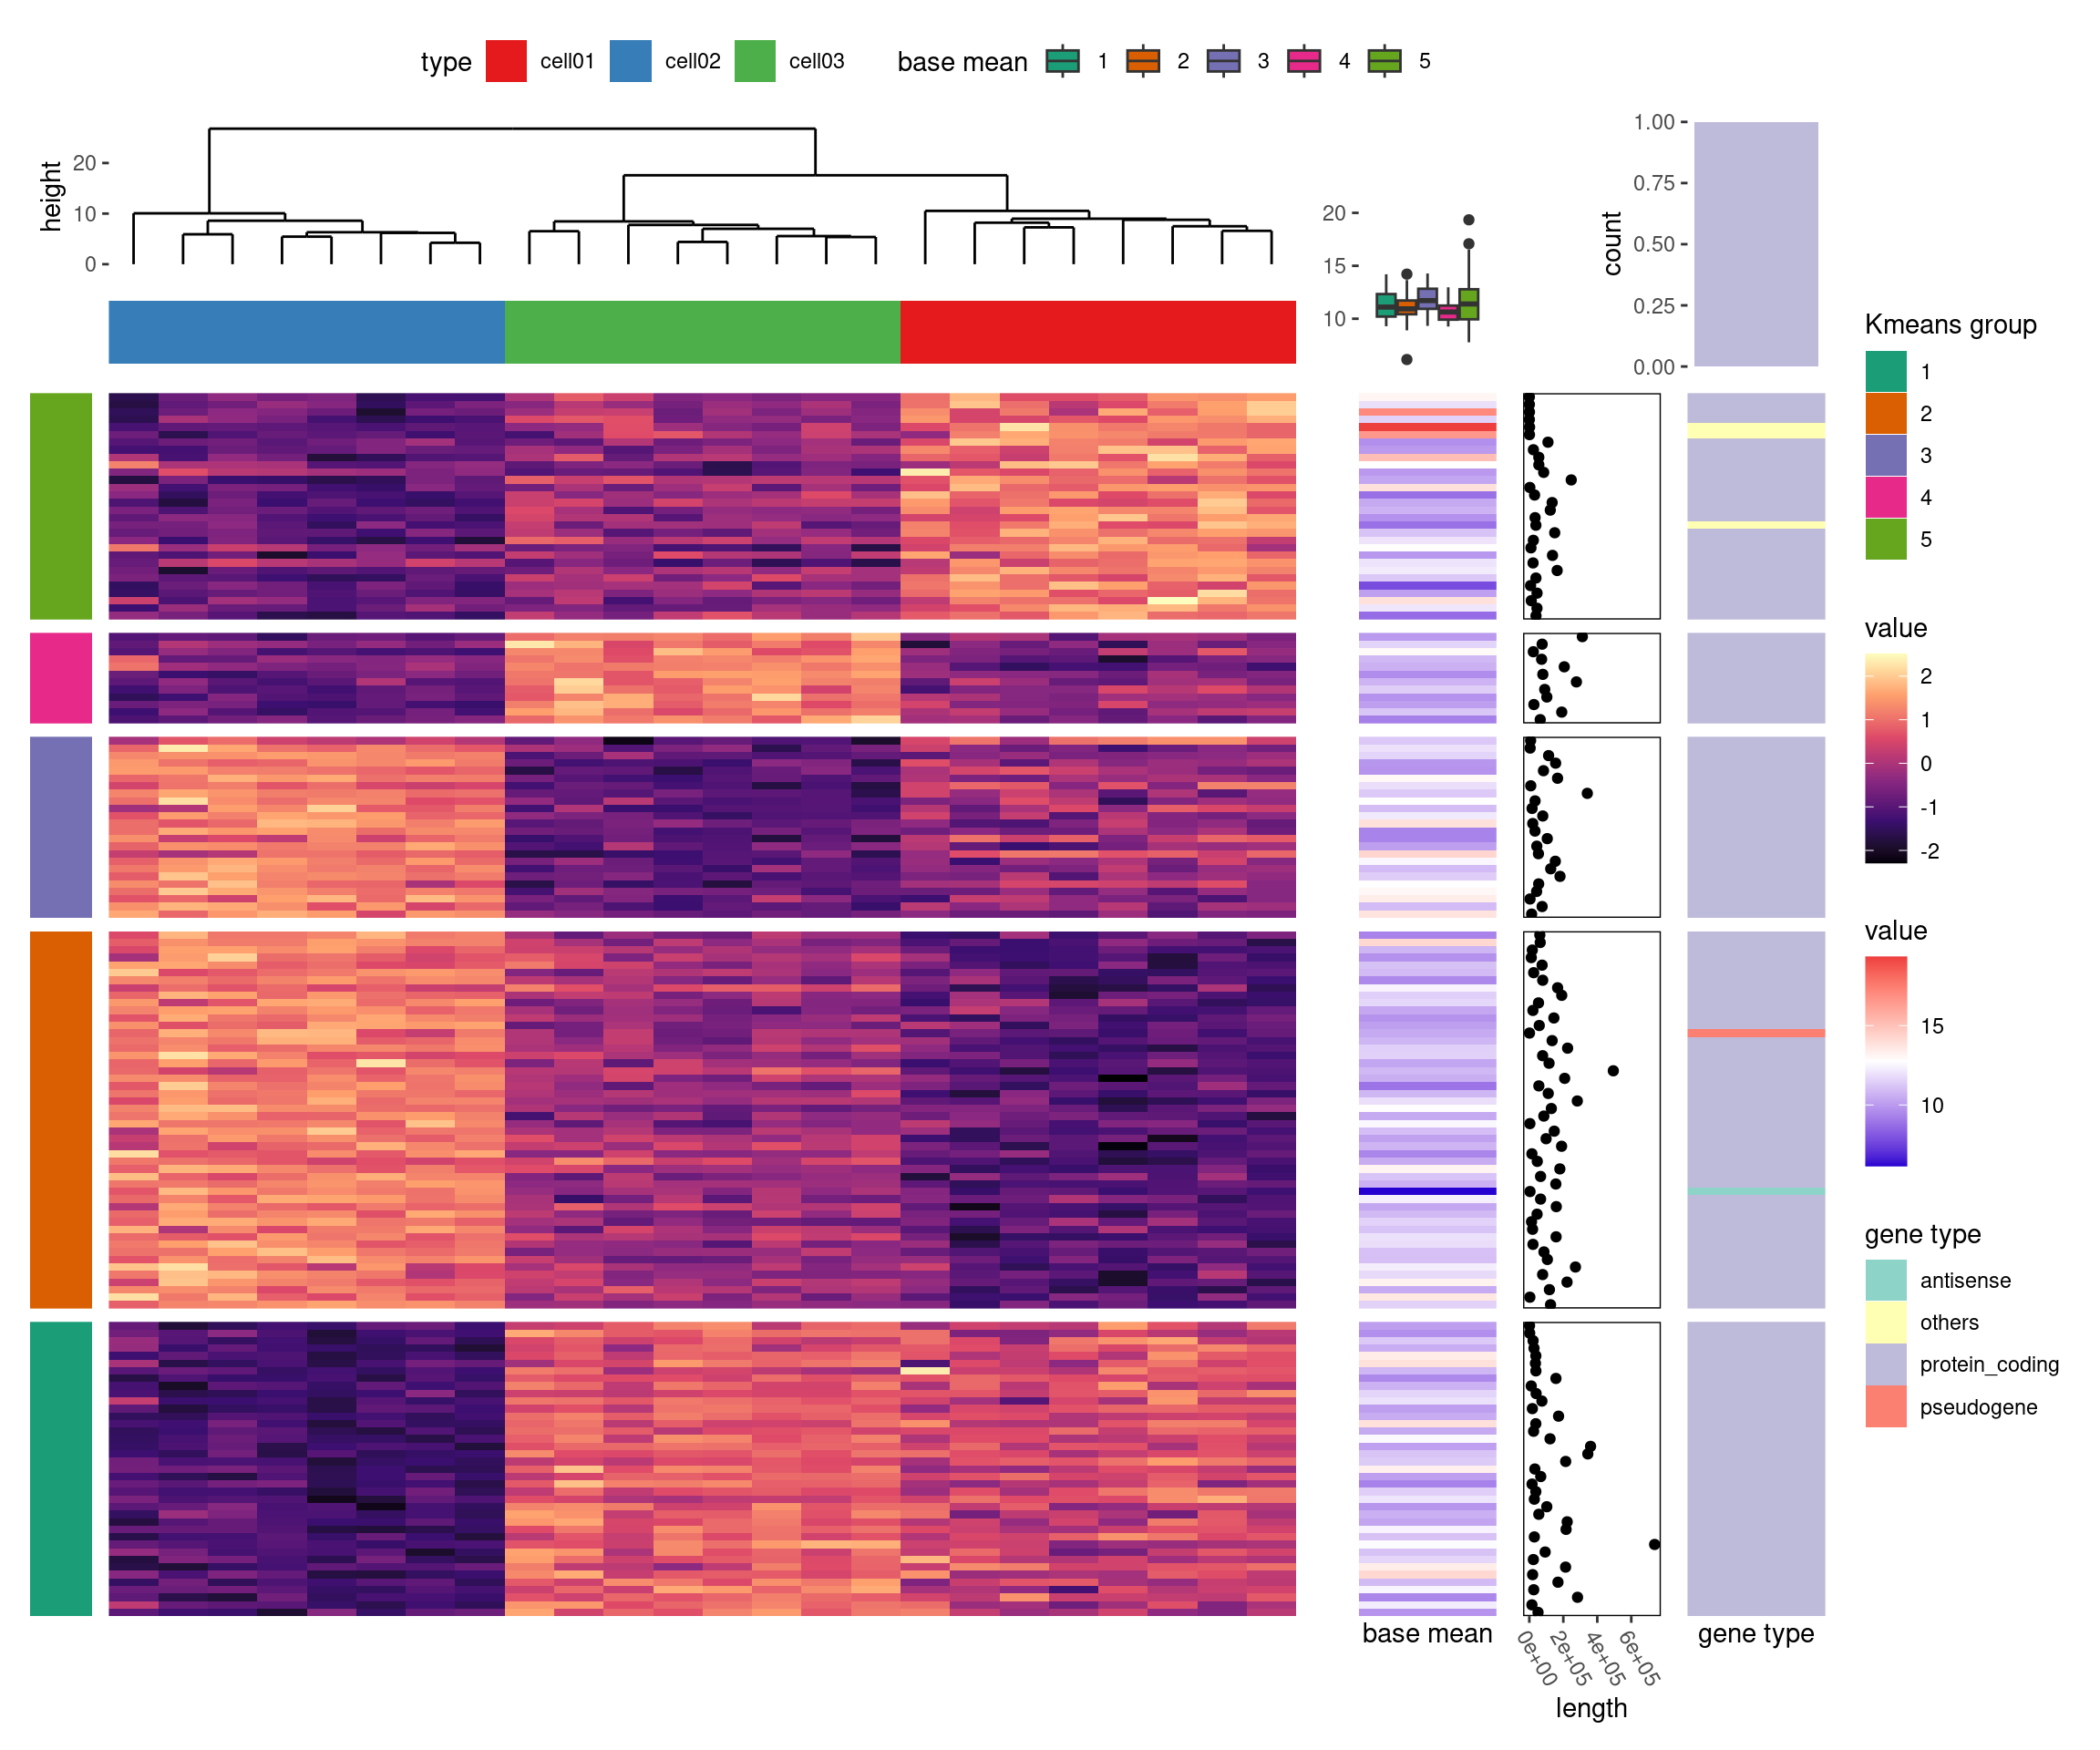 type cell01 cell02 cell03 base mean 1 2 3 4 5
height
20
10
0
20
15
10
count
1.00
0.75
0.50
0.25
0.00
Kmeans group
1
2
3
4
5
value
2
1
0
-1
-2
value
15
10
gene type
antisense
others
protein_coding
pseudogene
base mean
0e+00 2e+05 4e+05 6e+05
length
gene type